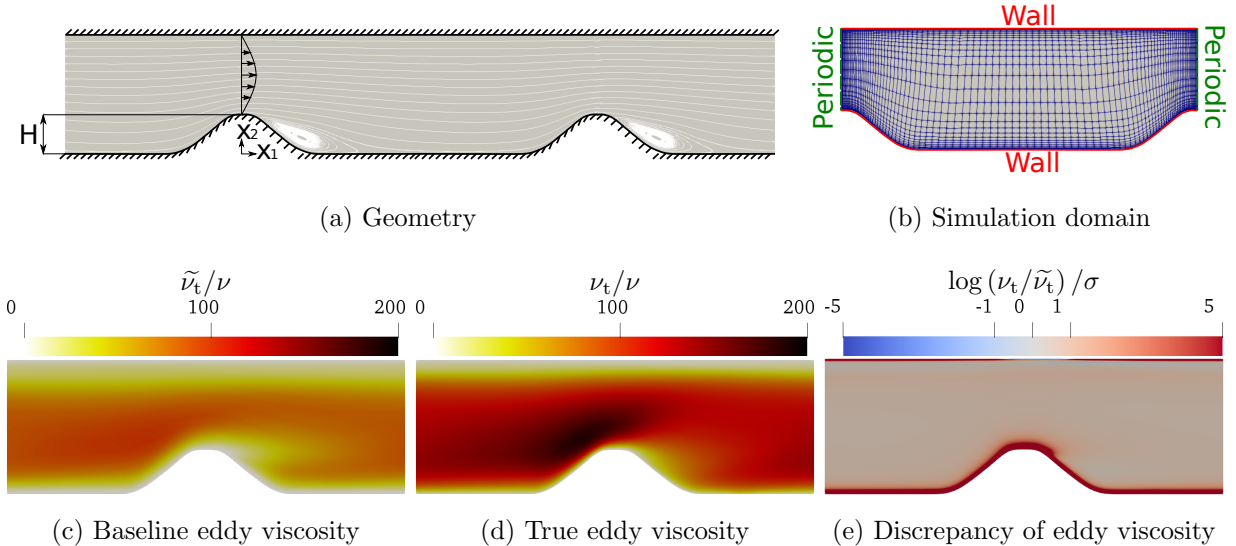 H
x₂
x₁
(a) Geometry
Wall
Periodic
Periodic
Wall
(b) Simulation domain
ν̃ₜ/ν
0 100 200
(c) Baseline eddy viscosity
νₜ/ν
0 100 200
(d) True eddy viscosity
log (νₜ/ν̃ₜ) /σ
-5 -1 0 1 5
(e) Discrepancy of eddy viscosity